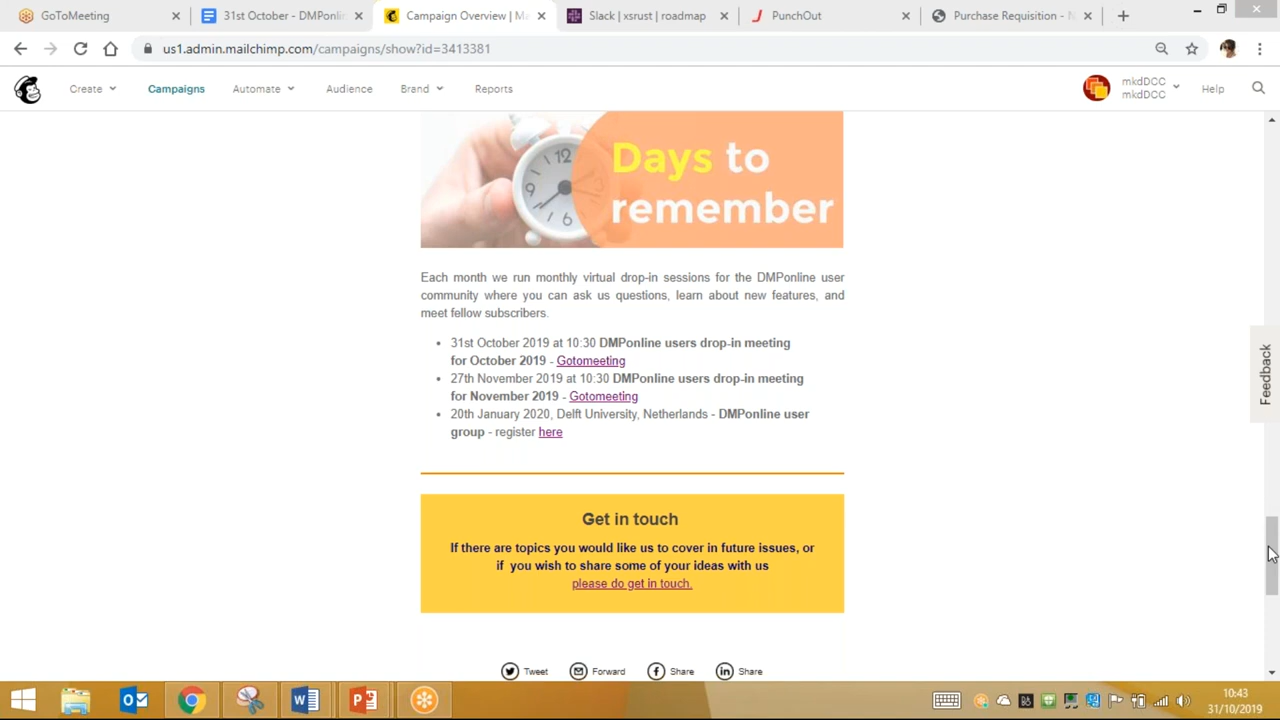 GoToMeeting
31st October - DMPonlin
Campaign Overview | Ma
Slack | xsrust | roadmap
PunchOut
Purchase Requisition - N
us1.admin.mailchimp.com/campaigns/show?id=3413381
Create
Campaigns
Automate
Audience
Brand
Reports
mkdDCC
mkdDCC
Help
12
9
6
Days to
remember
Each month we run monthly virtual drop-in sessions for the DMPonline user
community where you can ask us questions, learn about new features, and
meet fellow subscribers.
• 31st October 2019 at 10:30 DMPonline users drop-in meeting
for October 2019 - Gotomeeting
• 27th November 2019 at 10:30 DMPonline users drop-in meeting
for November 2019 - Gotomeeting
• 20th January 2020, Delft University, Netherlands - DMPonline user
group - register here
Feedback
Get in touch
If there are topics you would like us to cover in future issues, or
if you wish to share some of your ideas with us
please do get in touch.
Tweet
Forward
Share
Share
10:43
31/10/2019